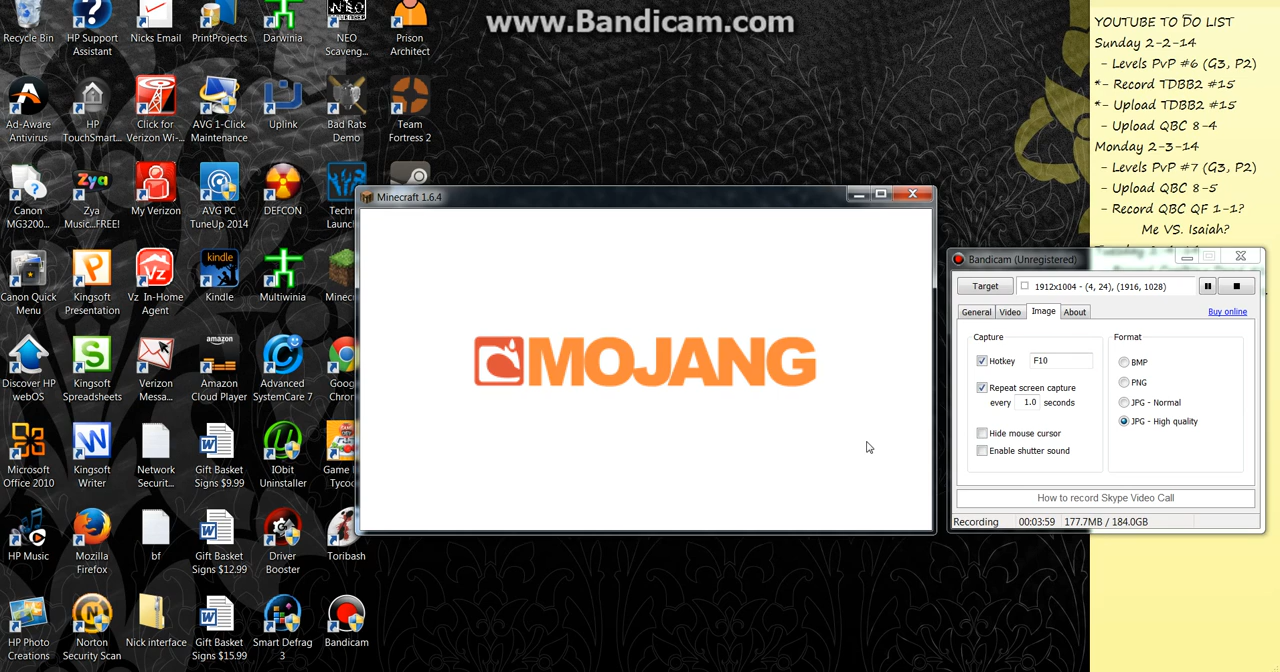 www.Bandicam.com
Recycle Bin
HP Support
Assistant
Nicks Email
PrintProjects
Darwinia
NEO
Scaveng...
Prison
Architect
Ad-Aware
Antivirus
HP
TouchSmart...
Click for
Verizon Wi-...
AVG 1-Click
Maintenance
Uplink
Bad Rats
Demo
Team
Fortress 2
Canon
MG3200...
Zya
Zya
Music...FREE!
My Verizon
AVG PC
TuneUp 2014
DEFCON
Canon Quick
Menu
Kingsoft
Presentation
Vz
Vz In-Home
Agent
kindle
Kindle
Multiwinia
Discover HP
webOS
Kingsoft
Spreadsheets
Verizon
Messa...
amazon
Amazon
Cloud Player
Advanced
SystemCare 7
Microsoft
Office 2010
Kingsoft
Writer
Network
Securit...
Gift Basket
Signs $9.99
IObit
Uninstaller
HP Music
Mozilla
Firefox
bf
Gift Basket
Signs $12.99
Driver
Booster
Toribash
HP Photo
Creations
Norton
Security Scan
Nick interface
Gift Basket
Signs $15.99
Smart Defrag
3
Bandicam
Minecraft 1.6.4
MOJANG
YOUTUBE TO DO LIST
Sunday 2-2-14
- Levels PvP #6 (G3, P2)
*- Record TDBB2 #15
*- Upload TDBB2 #15
- Upload QBC 8-4
Monday 2-3-14
- Levels PvP #7 (G3, P2)
- Upload QBC 8-5
- Record QBC QF 1-1?
Me VS. Isaiah?
Bandicam (Unregistered)
Target
1912x1004 - (4, 24), (1916, 1028)
General
Video
Image
About
Buy online
Capture
Hotkey
F10
Repeat screen capture
every 1.0 seconds
Hide mouse cursor
Enable shutter sound
Format
BMP
PNG
JPG - Normal
JPG - High quality
How to record Skype Video Call
Recording
00:03:59
177.7MB / 184.0GB